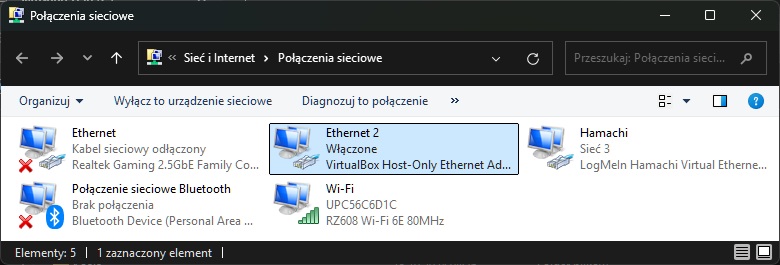 Połączenia sieciowe
Sieć i Internet
Połączenia sieciowe
Przeszukaj: Połączenia sieci...
Organizuj
Wyłącz to urządzenie sieciowe
Diagnozuj to połączenie
»
Ethernet
Kabel sieciowy odłączony
Realtek Gaming 2.5GbE Family Co...
Ethernet 2
Włączone
VirtualBox Host-Only Ethernet Ad...
Hamachi
Sieć 3
LogMeIn Hamachi Virtual Etherne...
Połączenie sieciowe Bluetooth
Brak połączenia
Bluetooth Device (Personal Area ...
Wi-Fi
UPC56C6D1C
RZ608 Wi-Fi 6E 80MHz
Elementy: 5
1 zaznaczony element